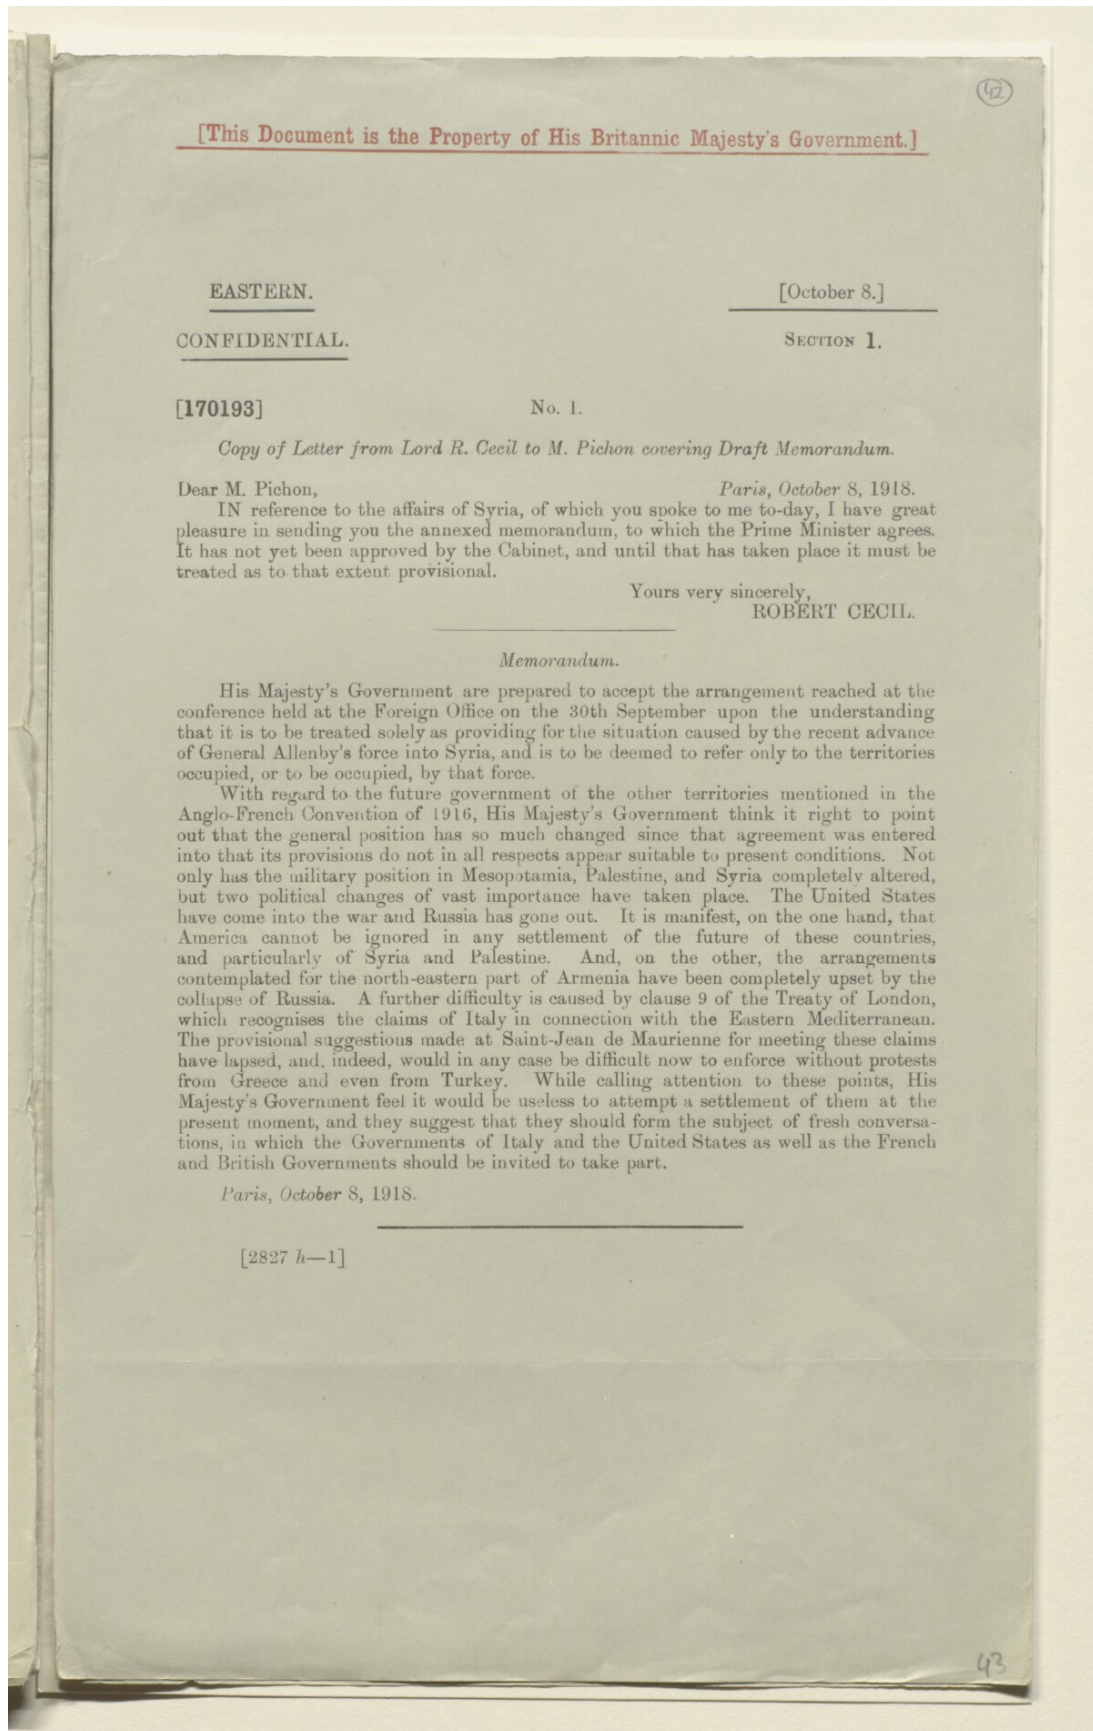 42
[This Document is the Property of His Britannic Majesty's Government.]
EASTERN.
[October 8.]
CONFIDENTIAL.
SECTION 1.
[170193]
No. 1.
Copy of Letter from Lord R. Cecil to M. Pichon covering Draft Memorandum.
Dear M. Pichon,
Paris, October 8, 1918.
IN reference to the affairs of Syria, of which you spoke to me to-day, I have great
pleasure in sending you the annexed memorandum, to which the Prime Minister agrees.
It has not yet been approved by the Cabinet, and until that has taken place it must be
treated as to that extent provisional.
Yours very sincerely,
ROBERT CECIL.
Memorandum.
His Majesty's Government are prepared to accept the arrangement reached at the
conference held at the Foreign Office on the 30th September upon the understanding
that it is to be treated solely as providing for the situation caused by the recent advance
of General Allenby's force into Syria, and is to be deemed to refer only to the territories
occupied, or to be occupied, by that force.
With regard to the future government of the other territories mentioned in the
Anglo-French Convention of 1916, His Majesty's Government think it right to point
out that the general position has so much changed since that agreement was entered
into that its provisions do not in all respects appear suitable to present conditions. Not
only has the military position in Mesopotamia, Palestine, and Syria completely altered,
but two political changes of vast importance have taken place. The United States
have come into the war and Russia has gone out. It is manifest, on the one hand, that
America cannot be ignored in any settlement of the future of these countries,
and particularly of Syria and Palestine. And, on the other, the arrangements
contemplated for the north-eastern part of Armenia have been completely upset by the
collapse of Russia. A further difficulty is caused by clause 9 of the Treaty of London,
which recognises the claims of Italy in connection with the Eastern Mediterranean.
The provisional suggestions made at Saint-Jean de Maurienne for meeting these claims
have lapsed, and, indeed, would in any case be difficult now to enforce without protests
from Greece and even from Turkey. While calling attention to these points, His
Majesty's Government feel it would be useless to attempt a settlement of them at the
present moment, and they suggest that they should form the subject of fresh conversa-
tions, in which the Governments of Italy and the United States as well as the French
and British Governments should be invited to take part.
Paris, October 8, 1918.
[2827 h—1]
43